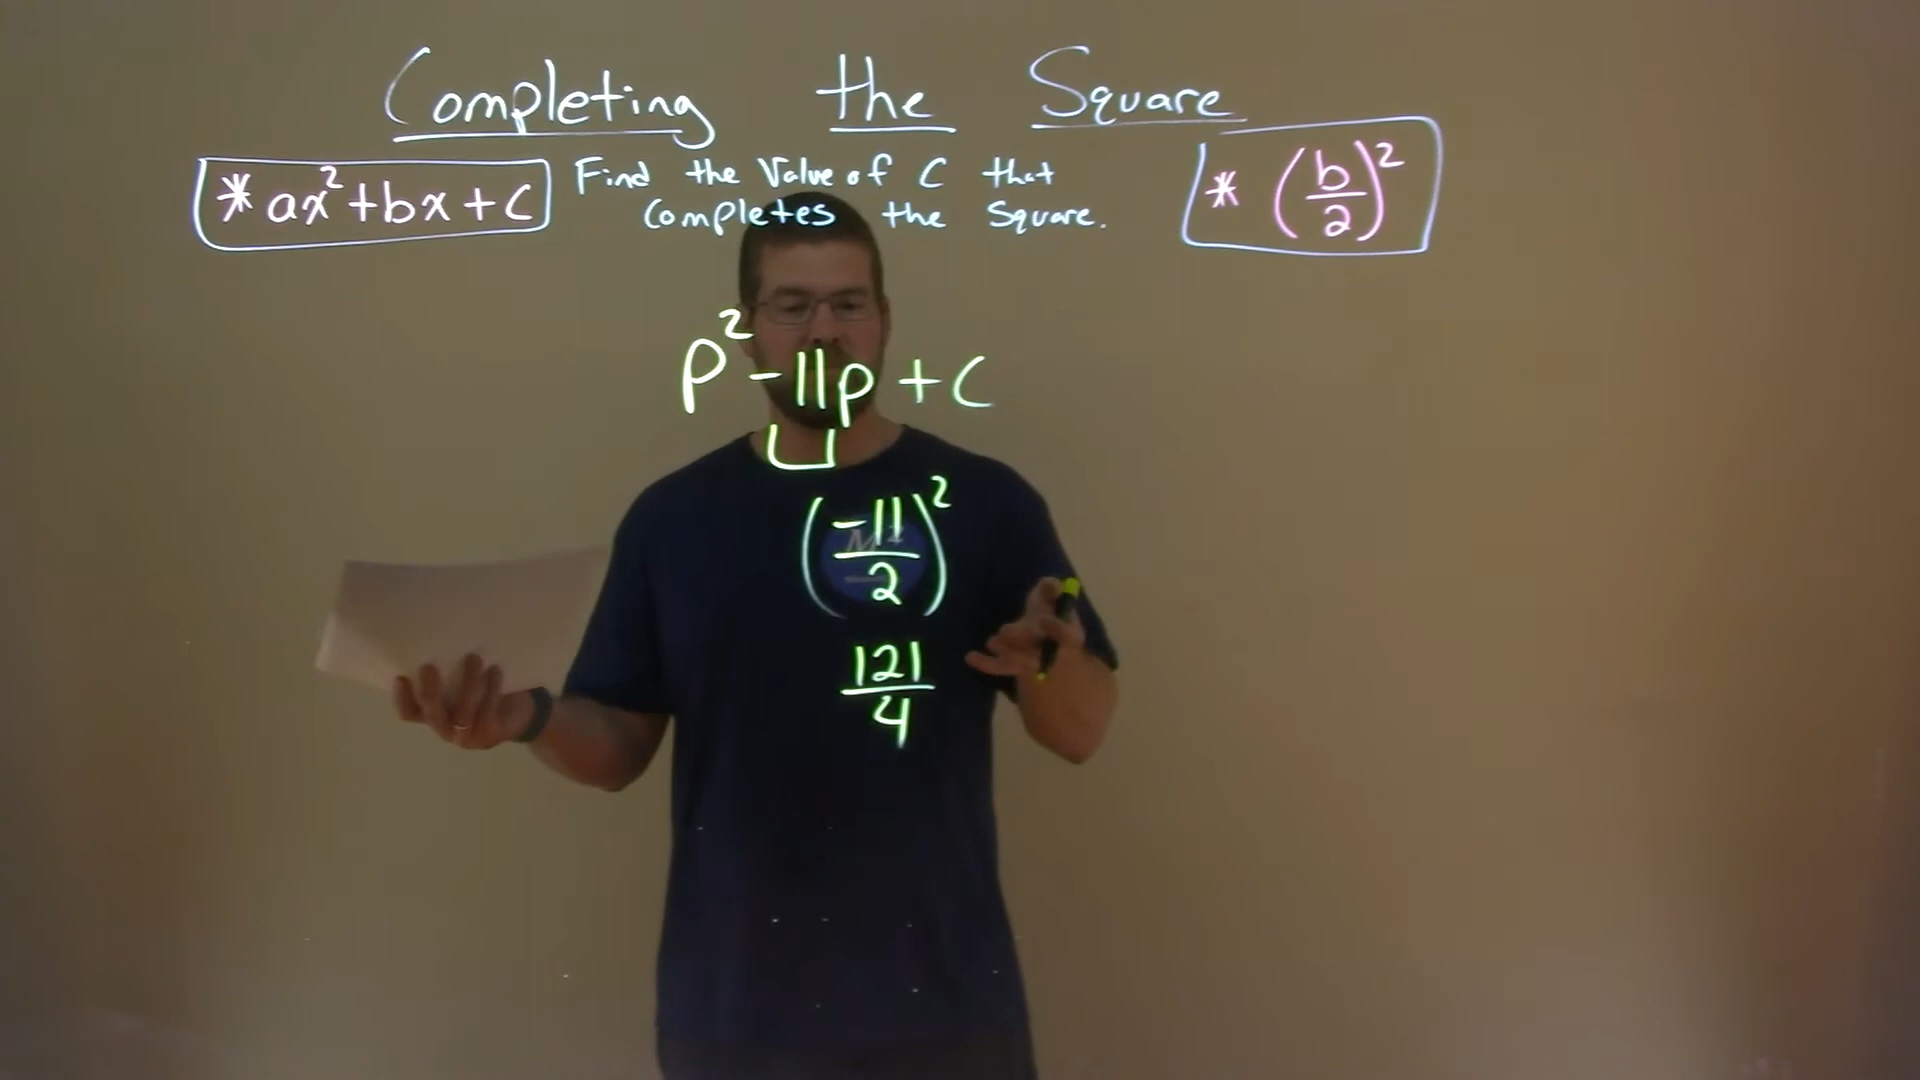 Completing the Square
* ax²+bx+c
Find the Value of C that
Completes the Square.
* (b/2)²
p² -11p + c
(-11/2)²
121/4
M²